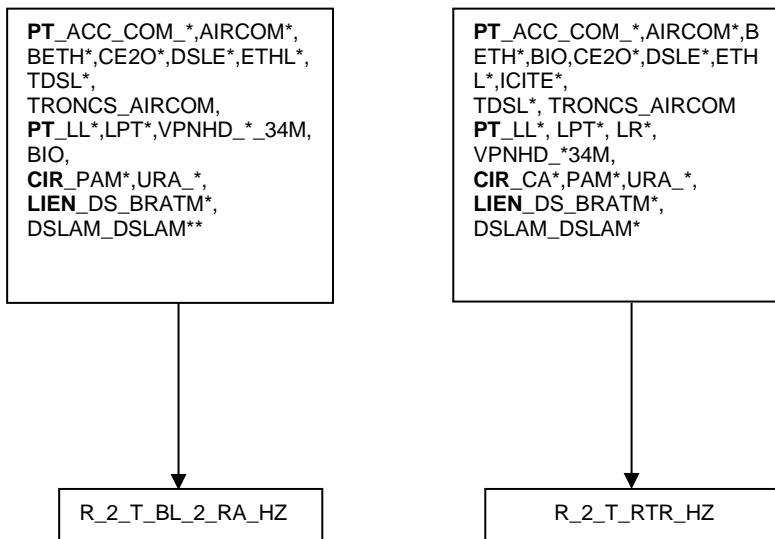 PT_ACC_COM_*,AIRCOM*,
BETH*,CE2O*,DSLE*,ETHL*,
TDSL*,
TRONCS_AIRCOM,
PT_LL*,LPT*,VPNHD_*_34M,
BIO,
CIR_PAM*,URA_*,
LIEN_DS_BRATM*,
DSLAM_DSLAM**
PT_ACC_COM_*,AIRCOM*,B
ETH*,BIO,CE2O*,DSLE*,ETH
L*,ICITE*,
TDSL*, TRONCS_AIRCOM
PT_LL*, LPT*, LR*,
VPNHD_*34M,
CIR_CA*,PAM*,URA_*,
LIEN_DS_BRATM*,
DSLAM_DSLAM*
R_2_T_BL_2_RA_HZ
R_2_T_RTR_HZ